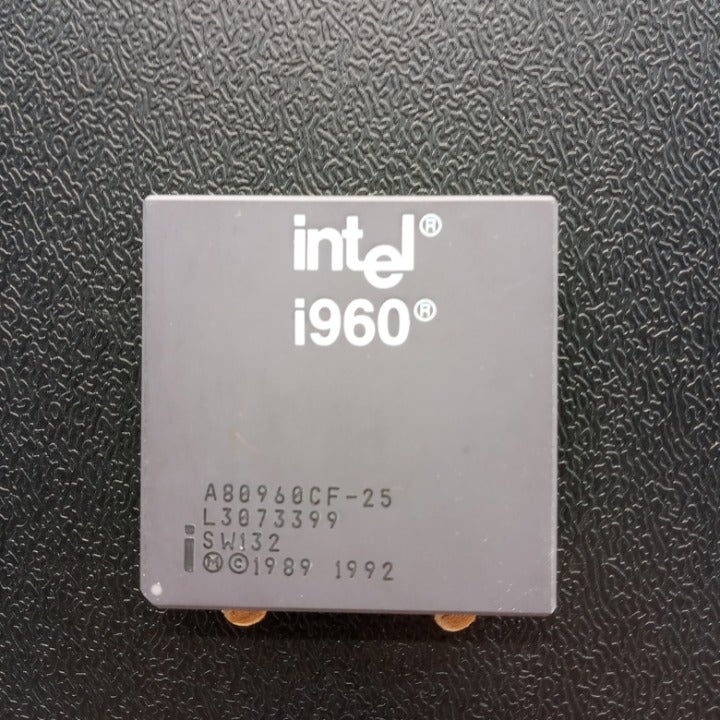 intel®
i960®
A80960CF-25
L3073399
SW132
i Ⓜ©1989 1992